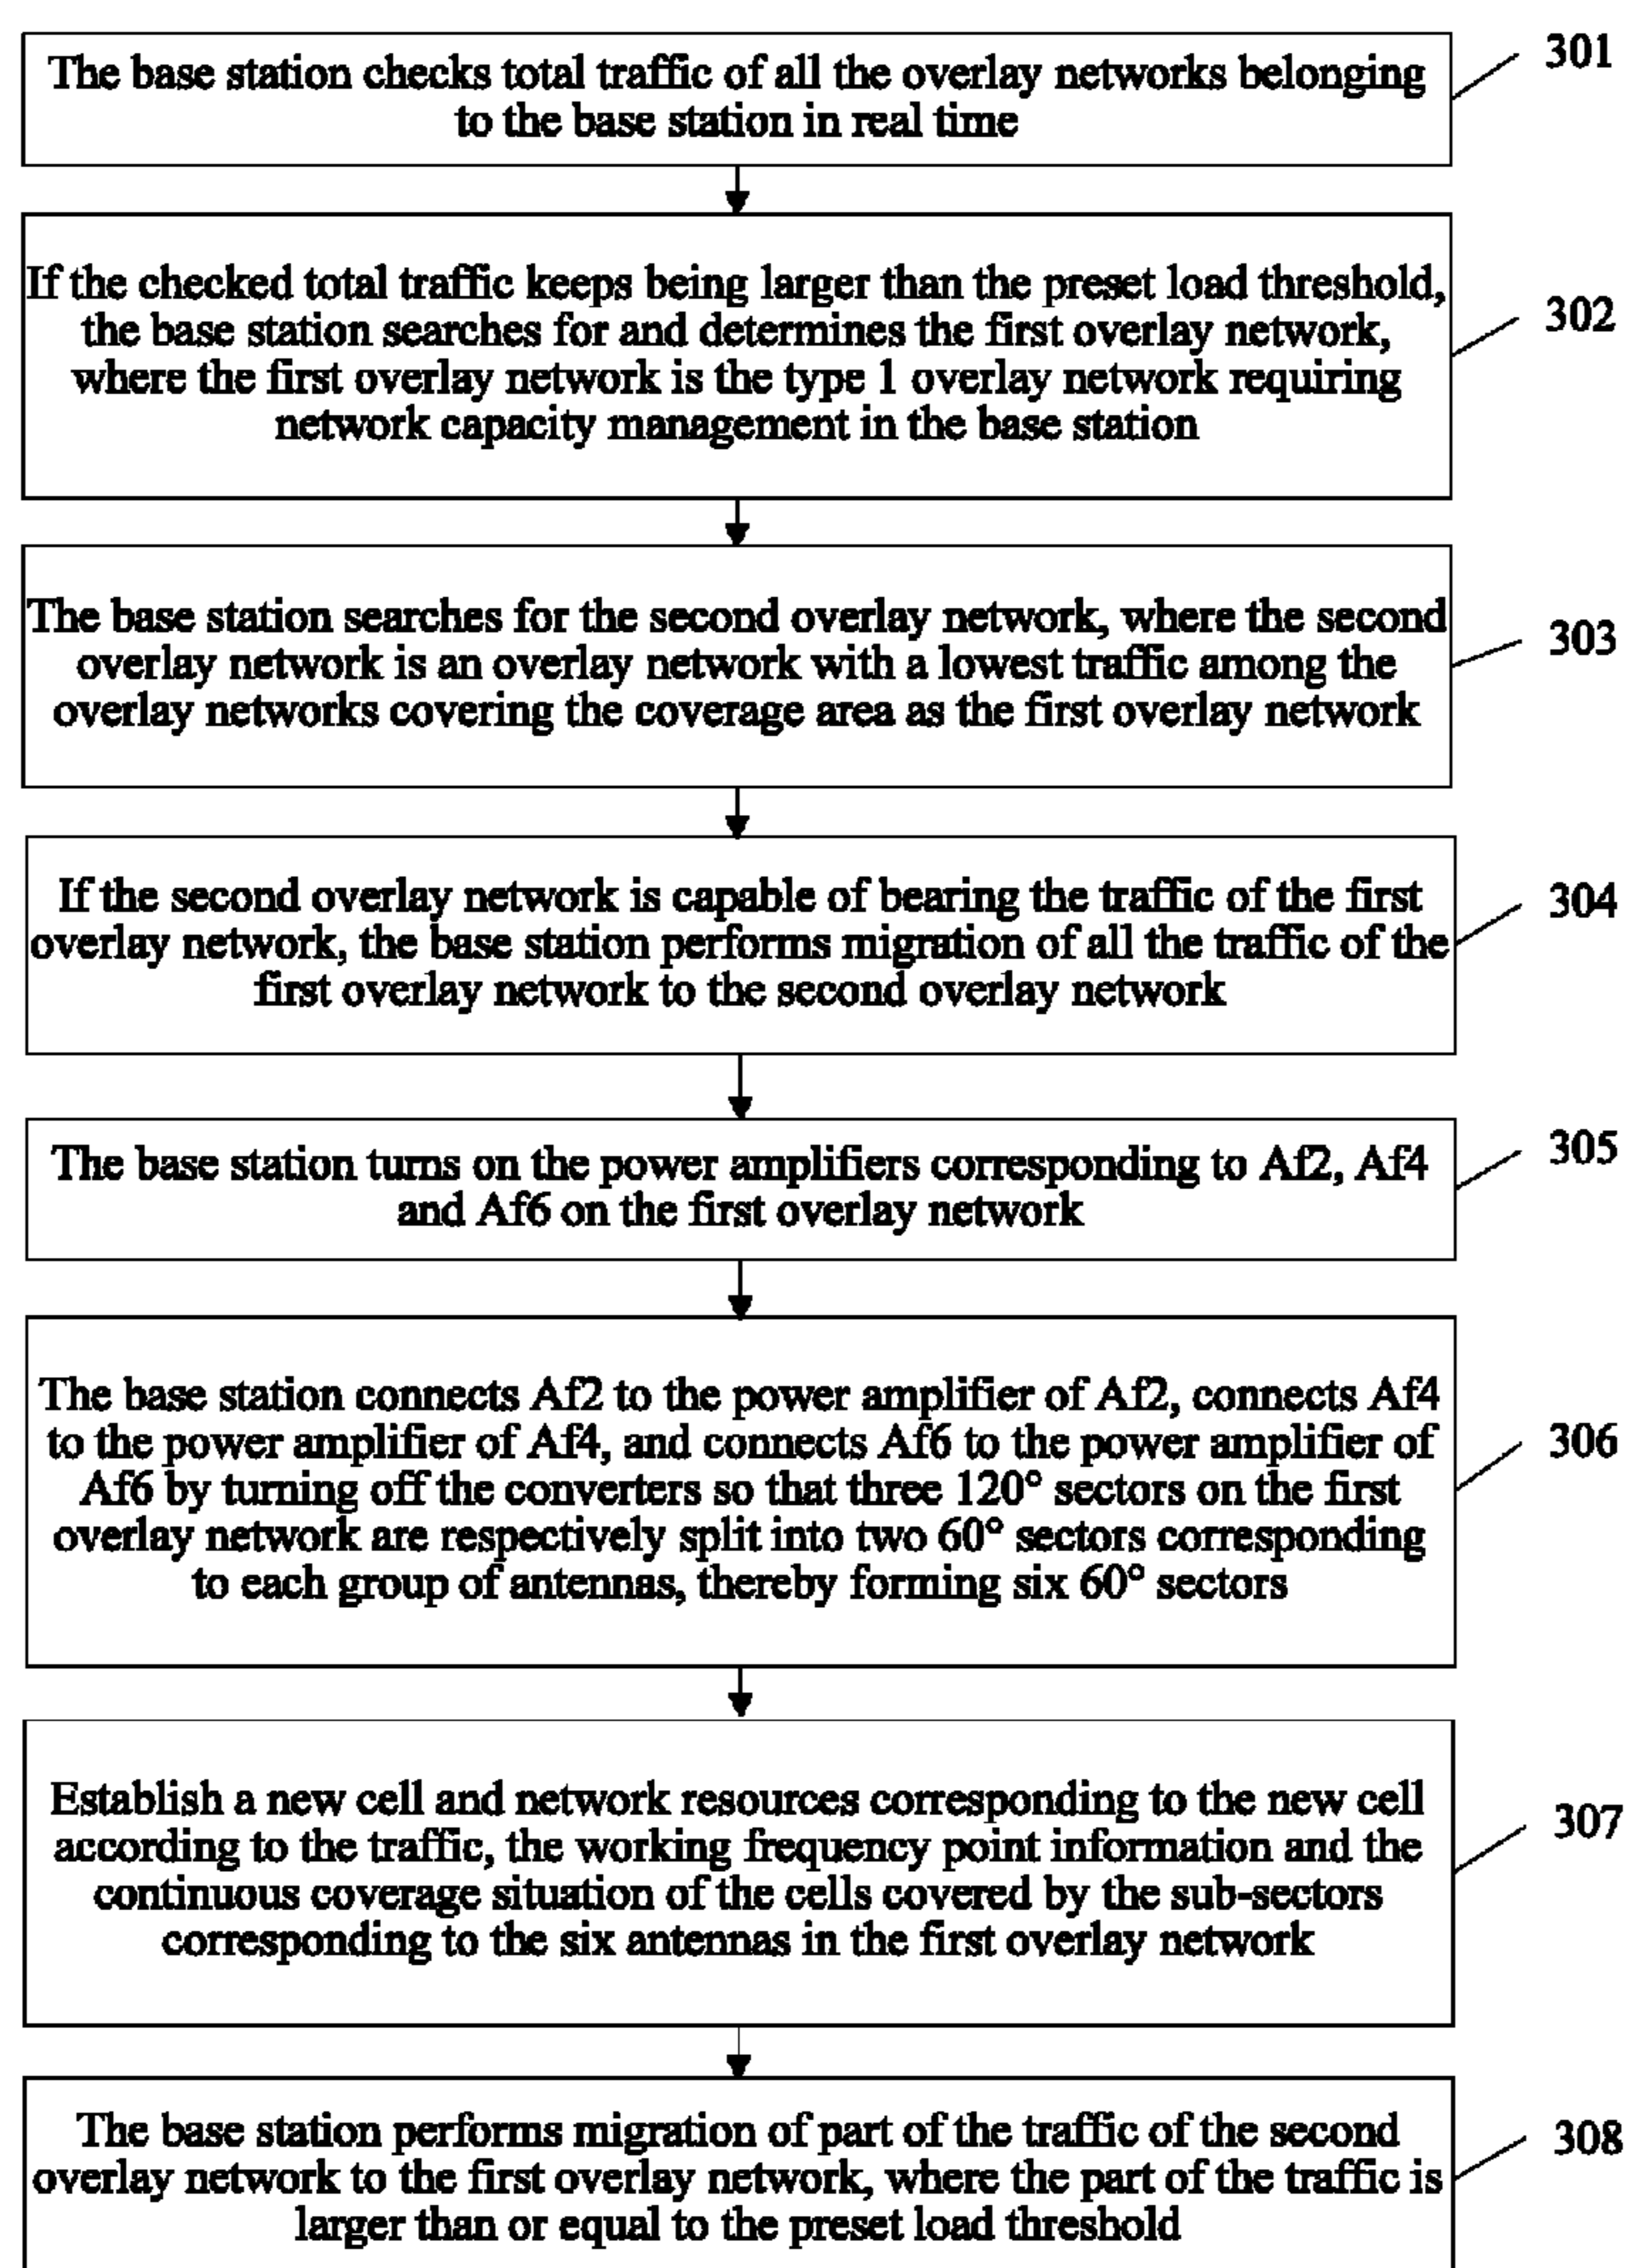 The base station checks total traffic of all the overlay networks belonging
to the base station in real time
301
If the checked total traffic keeps being larger than the preset load threshold,
the base station searches for and determines the first overlay network,
where the first overlay network is the type 1 overlay network requiring
network capacity management in the base station
302
The base station searches for the second overlay network, where the second
overlay network is an overlay network with a lowest traffic among the
overlay networks covering the coverage area as the first overlay network
303
If the second overlay network is capable of bearing the traffic of the first
overlay network, the base station performs migration of all the traffic of the
first overlay network to the second overlay network
304
The base station turns on the power amplifiers corresponding to Af2, Af4
and Af6 on the first overlay network
305
The base station connects Af2 to the power amplifier of Af2, connects Af4
to the power amplifier of Af4, and connects Af6 to the power amplifier of
Af6 by turning off the converters so that three 120° sectors on the first
overlay network are respectively split into two 60° sectors corresponding
to each group of antennas, thereby forming six 60° sectors
306
Establish a new cell and network resources corresponding to the new cell
according to the traffic, the working frequency point information and the
continuous coverage situation of the cells covered by the sub-sectors
corresponding to the six antennas in the first overlay network
307
The base station performs migration of part of the traffic of the second
overlay network to the first overlay network, where the part of the traffic is
larger than or equal to the preset load threshold
308